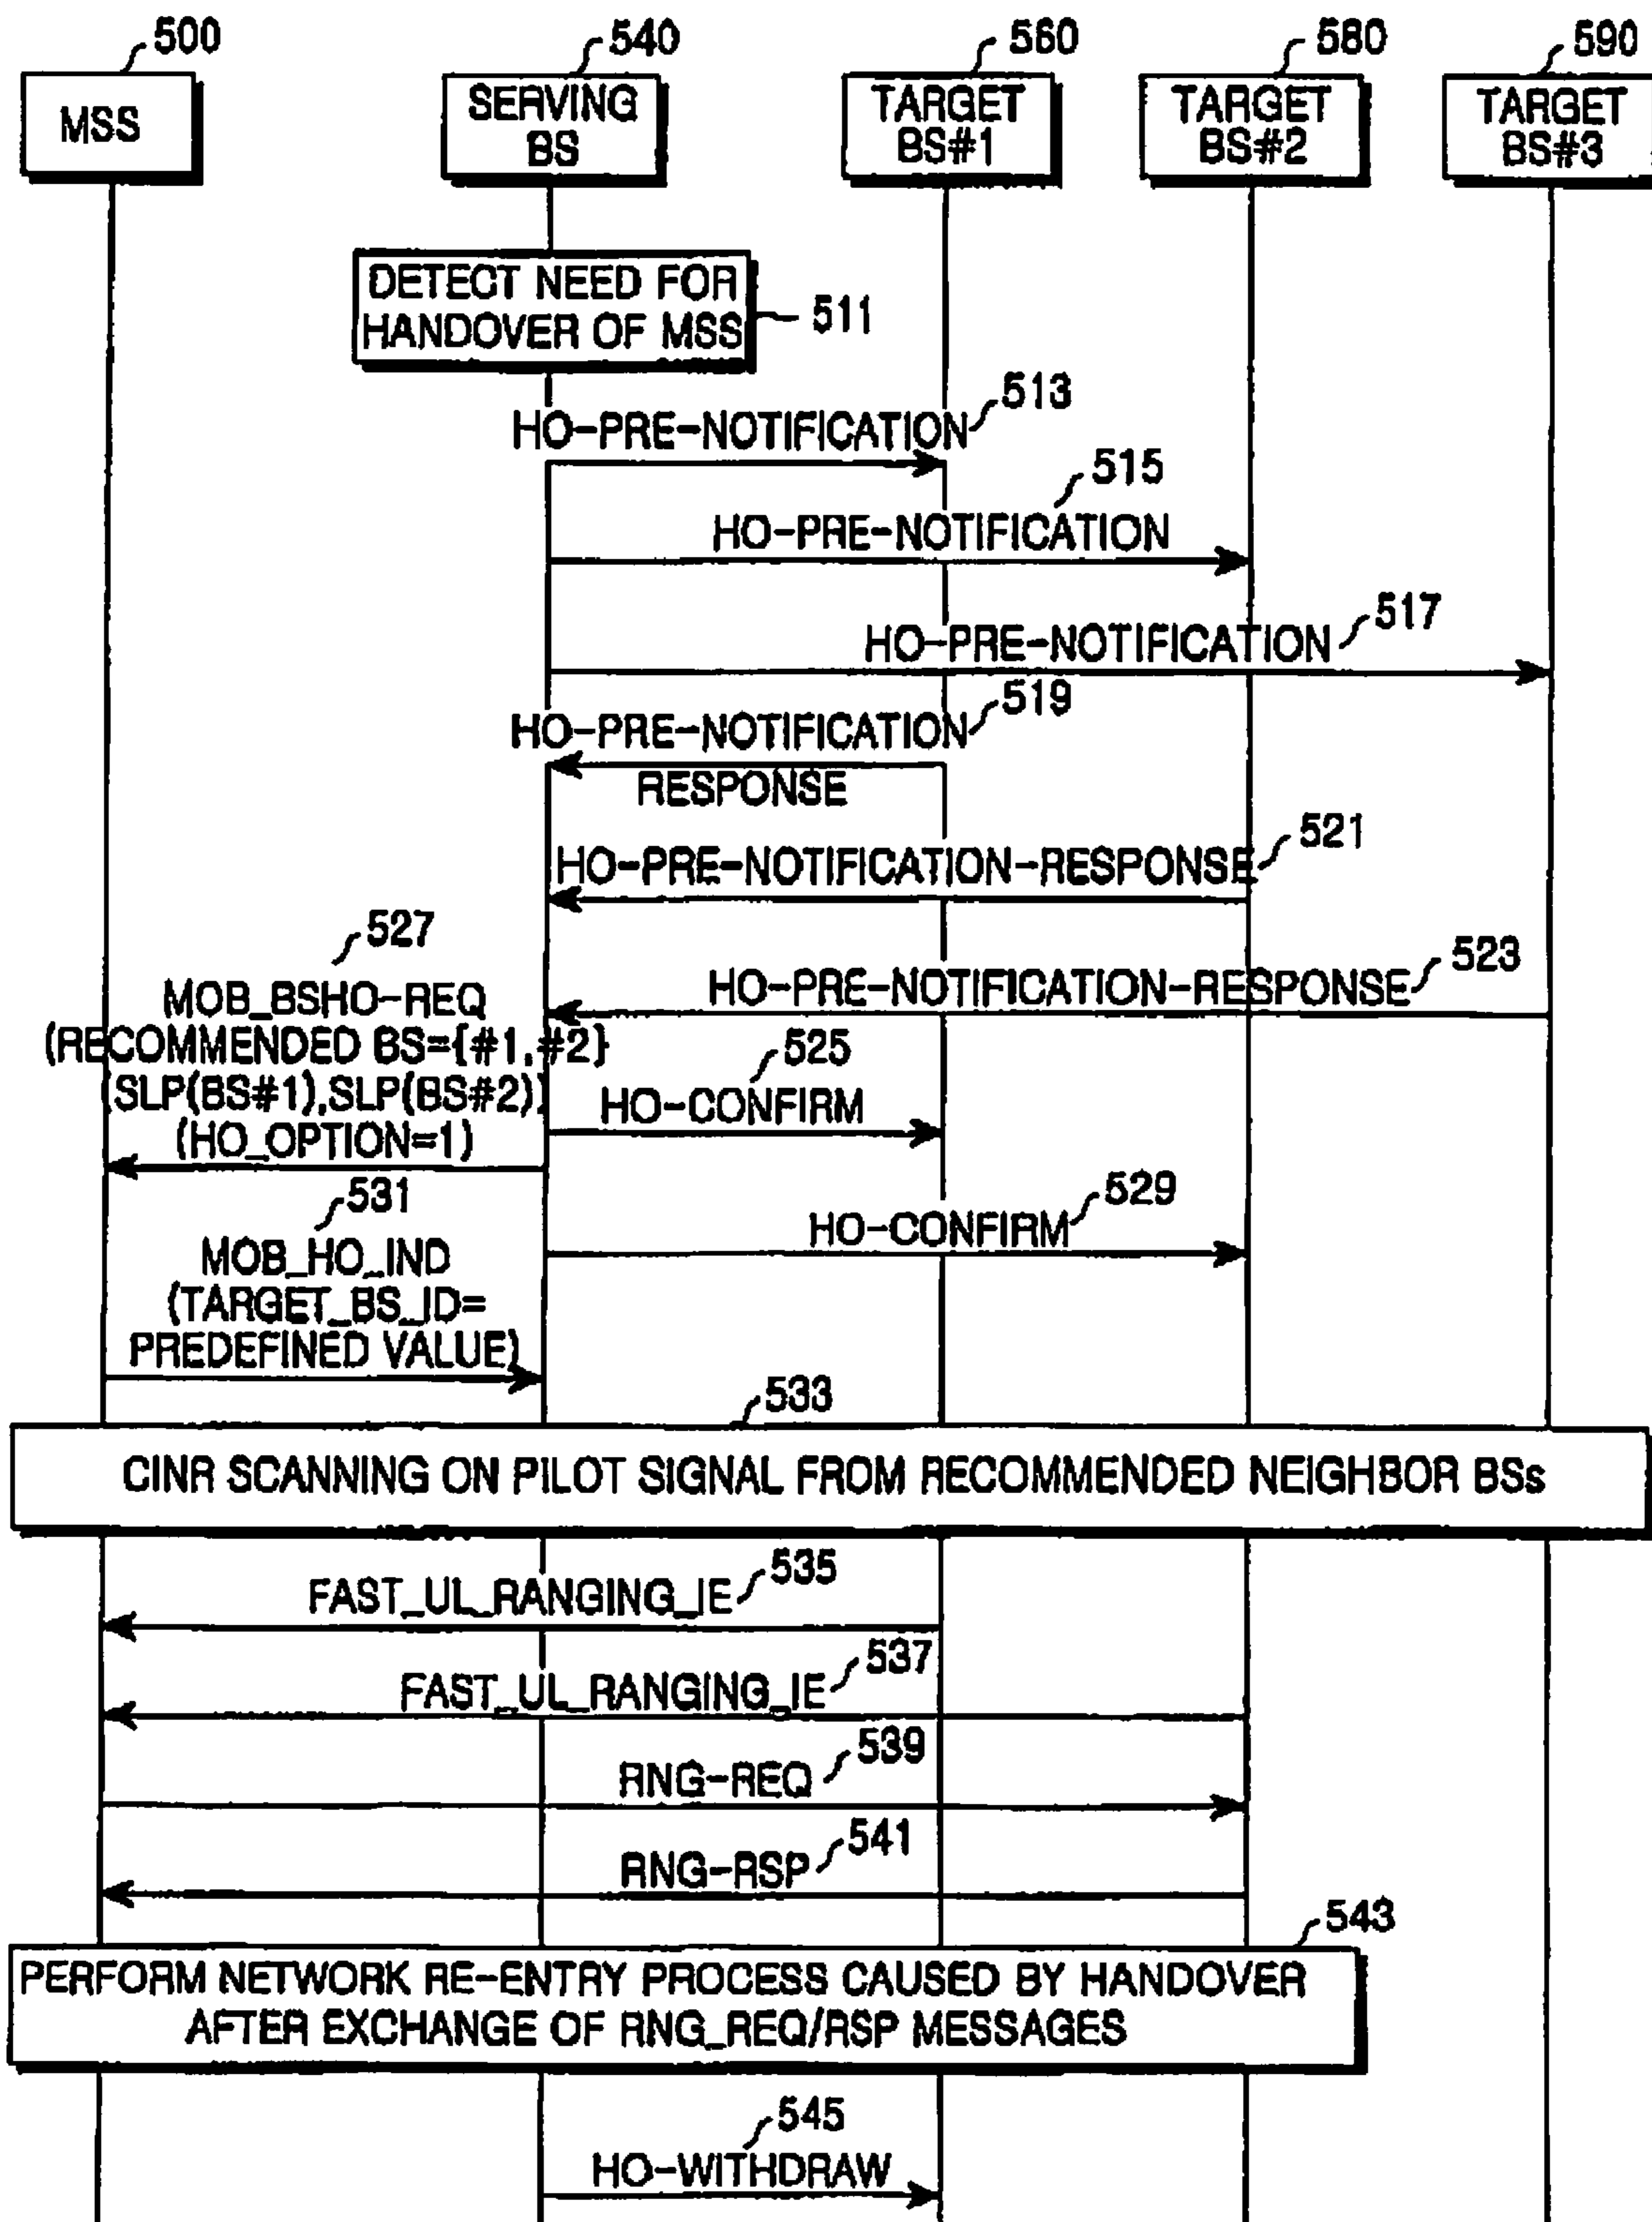 500
540
560
580
590
MSS
SERVING
BS
TARGET
BS#1
TARGET
BS#2
TARGET
BS#3
DETECT NEED FOR
HANDOVER OF MSS
511
HO-PRE-NOTIFICATION
513
515
HO-PRE-NOTIFICATION
517
HO-PRE-NOTIFICATION
519
HO-PRE-NOTIFICATION
RESPONSE
521
HO-PRE-NOTIFICATION-RESPONSE
523
HO-PRE-NOTIFICATION-RESPONSE
527
MOB_BSHO-REQ
(RECOMMENDED BS={#1,#2}
(SLP(BS#1),SLP(BS#2))
(HO_OPTION=1)
525
HO-CONFIRM
529
HO-CONFIRM
531
MOB_HO_IND
(TARGET_BS_ID=
PREDEFINED VALUE)
533
CINR SCANNING ON PILOT SIGNAL FROM RECOMMENDED NEIGHBOR BSs
535
FAST_UL_RANGING_IE
537
FAST_UL_RANGING_IE
539
RNG-REQ
541
RNG-RSP
543
PERFORM NETWORK RE-ENTRY PROCESS CAUSED BY HANDOVER
AFTER EXCHANGE OF RNG_REQ/RSP MESSAGES
545
HO-WITHDRAW